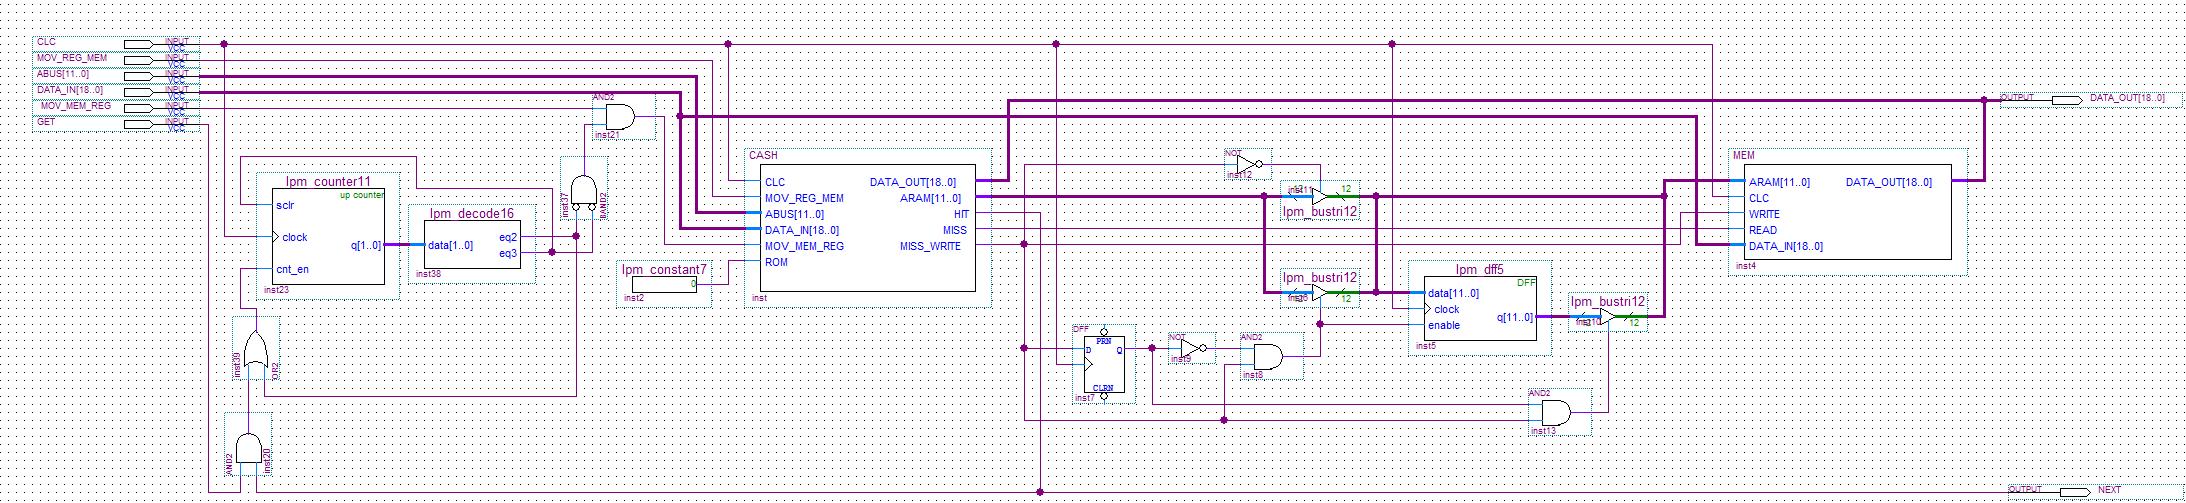 CLC INPUT VCC
MOV_REG_MEM INPUT VCC
ABUS[11..0] INPUT VCC
DATA_IN[18..0] INPUT VCC
MOV_MEM_REG INPUT VCC
GET INPUT VCC
AND2
inst21
OUTPUT DATA_OUT[18..0]
lpm_counter11
up counter
sclr
clock
q[1..0]
cnt_en
inst23
lpm_decode16
data[1..0]
eq2
eq3
inst38
inst37
BAND2
inst39
OR2
AND2
inst20
lpm_constant7
0
inst2
CASH
CLC DATA_OUT[18..0]
MOV_REG_MEM ARAM[11..0]
ABUS[11..0] HIT
DATA_IN[18..0] MISS
MOV_MEM_REG MISS_WRITE
ROM
inst
NOT
inst12
inst11
12
lpm_bustri12
lpm_bustri12
12
DFF
PRN
D Q
CLRN
inst7
NOT
inst9
AND2
inst8
lpm_dff5
DFF
data[11..0]
clock
q[11..0]
enable
inst5
lpm_bustri12
inst10
12
AND2
inst13
MEM
ARAM[11..0] DATA_OUT[18..0]
CLC
WRITE
READ
DATA_IN[18..0]
inst4
OUTPUT NEXT